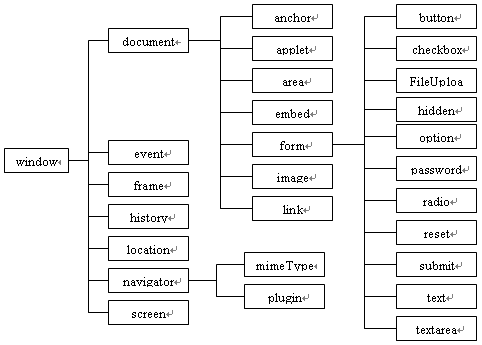 window
document
event
frame
history
location
navigator
screen
anchor
applet
area
embed
form
image
link
mimeType
plugin
button
checkbox
FileUploa
hidden
option
password
radio
reset
submit
text
textarea